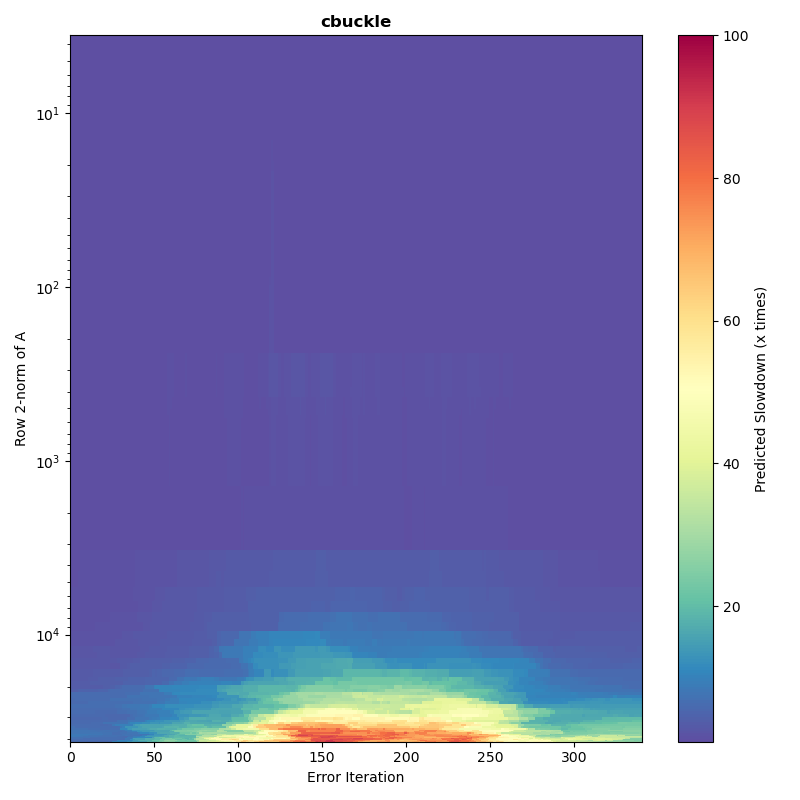 cbuckle
10¹
10²
10³
10⁴
Row 2-norm of A
0 50 100 150 200 250 300
Error Iteration
100
80
60
40
20
Predicted Slowdown (x times)